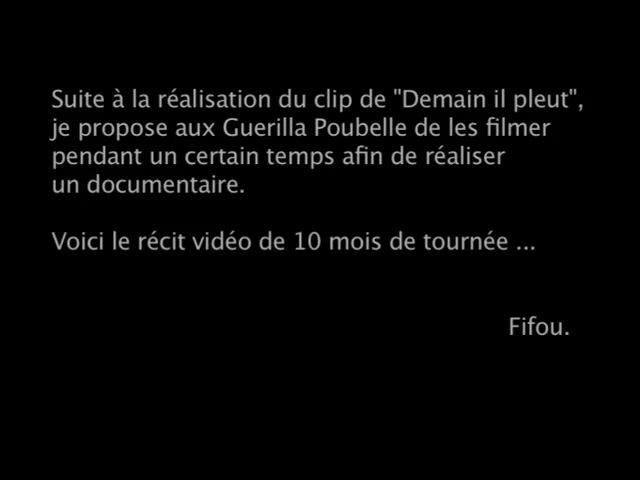 Suite à la réalisation du clip de "Demain il pleut",
je propose aux Guerilla Poubelle de les filmer
pendant un certain temps afin de réaliser
un documentaire.
Voici le récit vidéo de 10 mois de tournée ...
Fifou.